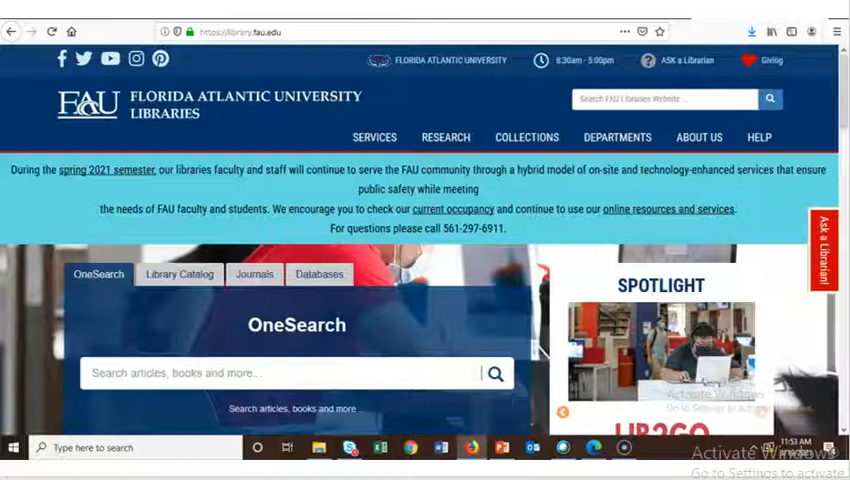 https://library.fau.edu
FLORIDA ATLANTIC UNIVERSITY
8:30am - 5:00pm
ASK a Librarian
Giving
FAU
FLORIDA ATLANTIC UNIVERSITY
LIBRARIES
Search FAU Libraries Website ...
SERVICES
RESEARCH
COLLECTIONS
DEPARTMENTS
ABOUT US
HELP
During the spring 2021 semester, our libraries faculty and staff will continue to serve the FAU community through a hybrid model of on-site and technology-enhanced services that ensure
public safety while meeting
the needs of FAU faculty and students. We encourage you to check our current occupancy and continue to use our online resources and services.
For questions please call 561-297-6911.
Ask a Librarian!
OneSearch
Library Catalog
Journals
Databases
OneSearch
Search articles, books and more...
Search articles, books and more
SPOTLIGHT
LIB2GO
Activate Windows
Type here to search
11:53 AM
Activate Windows
Go to Settings to activate